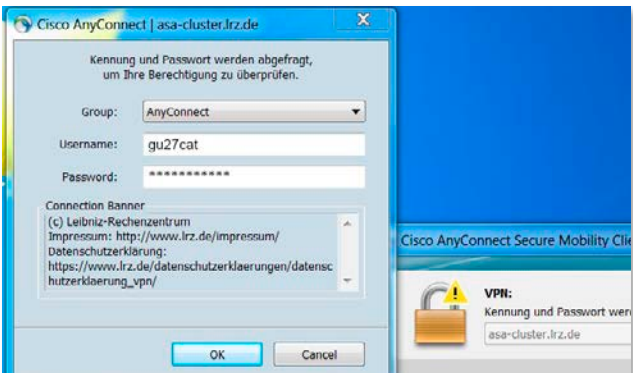 Cisco AnyConnect | asa-cluster.lrz.de
Kennung und Passwort werden abgefragt,
um Ihre Berechtigung zu überprüfen.
Group: AnyConnect
Username: gu27cat
Password: ***********
Connection Banner
(c) Leibniz-Rechenzentrum
Impressum: http://www.lrz.de/impressum/
Datenschutzerklärung:
https://www.lrz.de/datenschutzerklaerungen/datensc
hutzerklaerung_vpn/
OK Cancel
Cisco AnyConnect Secure Mobility Clie
VPN:
Kennung und Passwort wer
asa-cluster.lrz.de